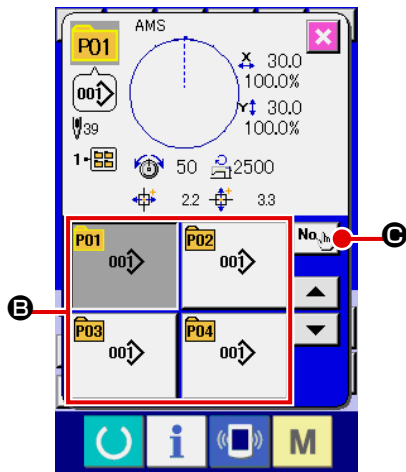 AMS
P01
X 30.0
100.0%
001
Y 30.0
100.0%
39
1-
50 2500
2.2 3.3
P01
001
P02
001
No.
C
B
P03
001
P04
001
i
M